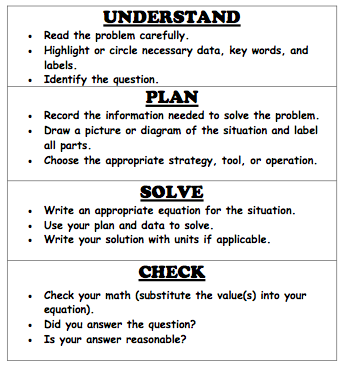 UNDERSTAND
• Read the problem carefully.
• Highlight or circle necessary data, key words, and
labels.
• Identify the question.
PLAN
• Record the information needed to solve the problem.
• Draw a picture or diagram of the situation and label
all parts.
• Choose the appropriate strategy, tool, or operation.
SOLVE
• Write an appropriate equation for the situation.
• Use your plan and data to solve.
• Write your solution with units if applicable.
CHECK
• Check your math (substitute the value(s) into your
equation).
• Did you answer the question?
• Is your answer reasonable?